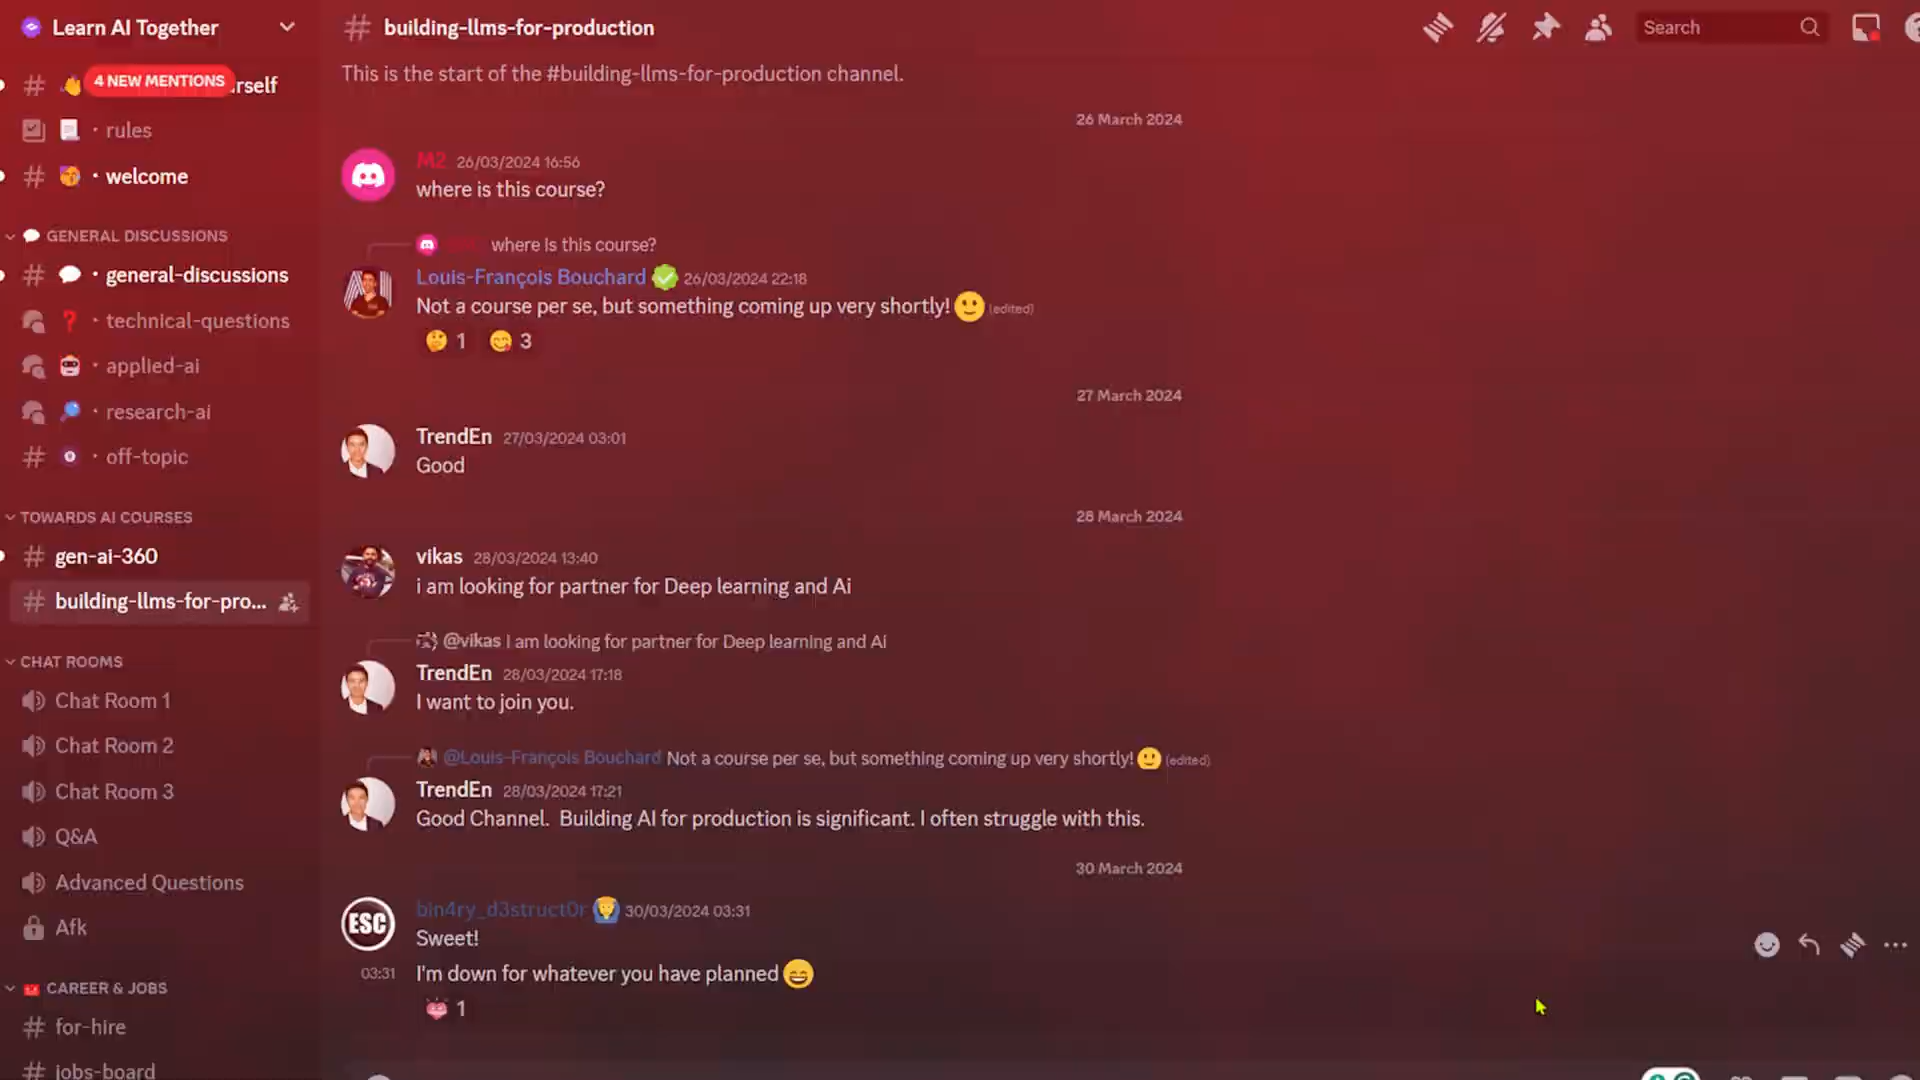 Learn AI Together
4 NEW MENTIONS
rself
rules
· welcome
GENERAL DISCUSSIONS
· general-discussions
· technical-questions
· applied-ai
· research-ai
· off-topic
TOWARDS AI COURSES
gen-ai-360
building-llms-for-pro...
CHAT ROOMS
Chat Room 1
Chat Room 2
Chat Room 3
Q&A
Advanced Questions
Afk
CAREER & JOBS
for-hire
jobs-board
building-llms-for-production
Search
This is the start of the #building-llms-for-production channel.
26 March 2024
M2 26/03/2024 16:56
where is this course?
where is this course?
Louis-François Bouchard 26/03/2024 22:18
Not a course per se, but something coming up very shortly! 🙂 (edited)
🤔 1 😋 3
27 March 2024
TrendEn 27/03/2024 03:01
Good
28 March 2024
vikas 28/03/2024 13:40
i am looking for partner for Deep learning and Ai
@vikas i am looking for partner for Deep learning and Ai
TrendEn 28/03/2024 17:18
I want to join you.
@Louis-François Bouchard Not a course per se, but something coming up very shortly! 🙂 (edited)
TrendEn 28/03/2024 17:21
Good Channel. Building AI for production is significant. I often struggle with this.
30 March 2024
bin4ry_d3struct0r 30/03/2024 03:31
ESC
Sweet!
03:31 I'm down for whatever you have planned 😄
1